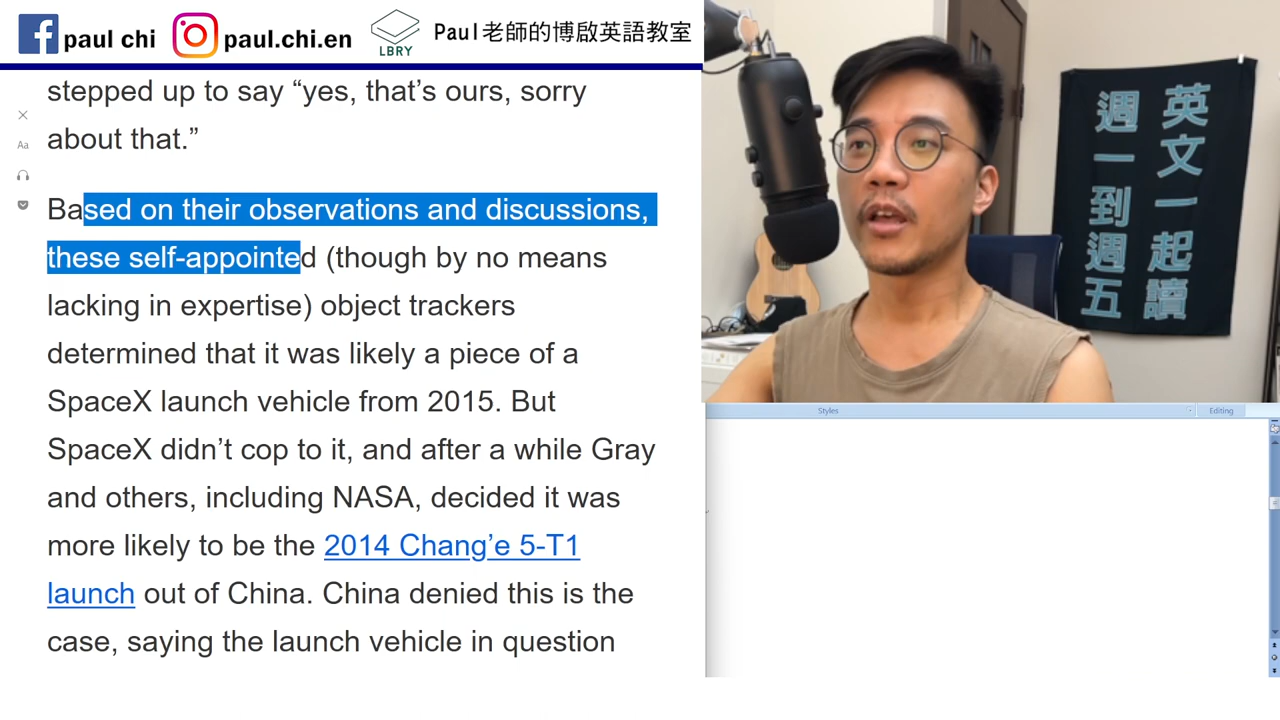 paul chi
paul.chi.en
LBRY
Paul老師的博啟英語教室
stepped up to say “yes, that’s ours, sorry
about that.”
Aa
Based on their observations and discussions,
these self-appointed (though by no means
lacking in expertise) object trackers
determined that it was likely a piece of a
SpaceX launch vehicle from 2015. But
SpaceX didn’t cop to it, and after a while Gray
and others, including NASA, decided it was
more likely to be the 2014 Chang’e 5-T1
launch out of China. China denied this is the
case, saying the launch vehicle in question
英文一起讀
週一到週五
Styles
Editing